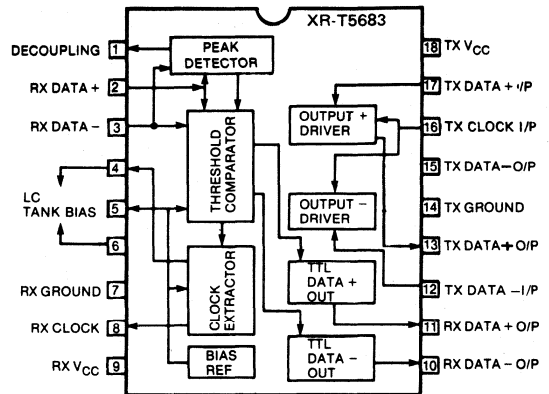 XR-T5683
DECOUPLING 1
RX DATA + 2
RX DATA - 3
4
LC
TANK BIAS
5
6
RX GROUND 7
RX CLOCK 8
RX VCC 9
PEAK
DETECTOR
THRESHOLD
COMPARATOR
CLOCK
EXTRACTOR
BIAS
REF
OUTPUT +
DRIVER
OUTPUT -
DRIVER
TTL
DATA +
OUT
TTL
DATA -
OUT
18 TX VCC
17 TX DATA + I/P
16 TX CLOCK I/P
15 TX DATA - O/P
14 TX GROUND
13 TX DATA + O/P
12 TX DATA - I/P
11 RX DATA + O/P
10 RX DATA - O/P